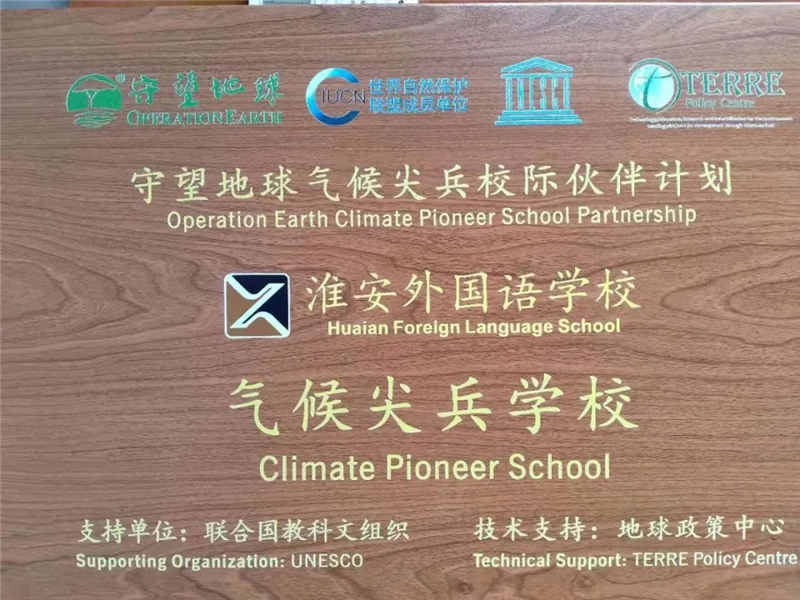 守望地球
OPERATION EARTH
IUCN
世界自然保护
联盟成员单位
TERRE
Policy Centre
守望地球气候尖兵校际伙伴计划
Operation Earth Climate Pioneer School Partnership
淮安外国语学校
Huaian Foreign Language School
气候尖兵学校
Climate Pioneer School
支持单位：联合国教科文组织
Supporting Organization: UNESCO
技术支持：地球政策中心
Technical Support: TERRE Policy Centre